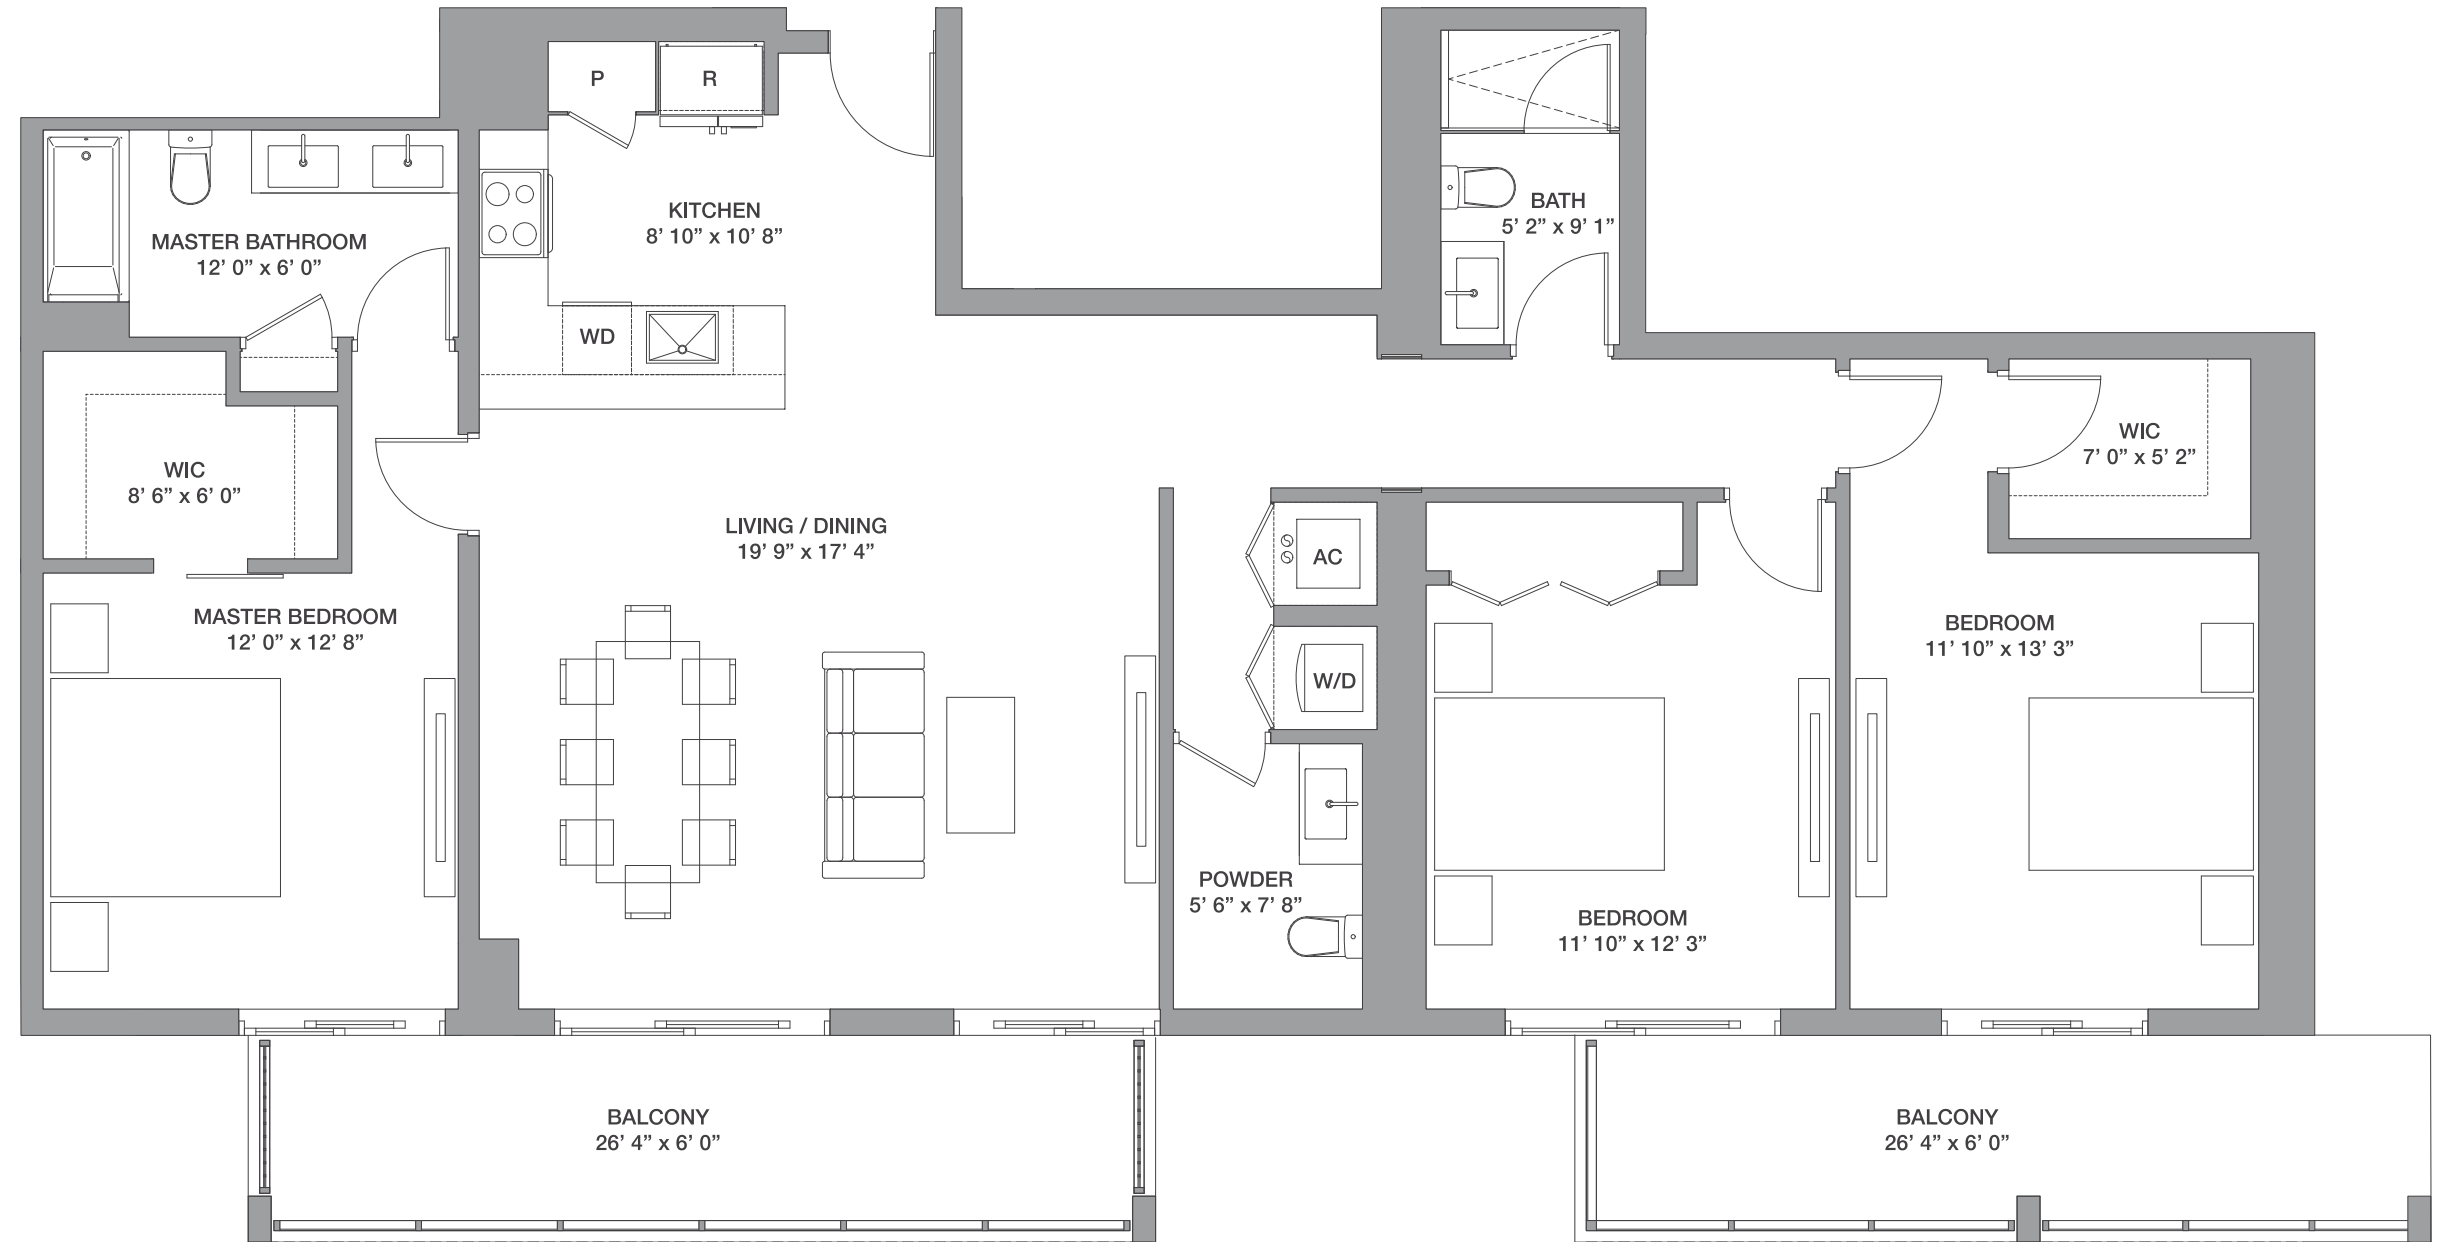 P
R
KITCHEN
8’ 10” x 10’ 8”
BATH
5’ 2” x 9’ 1”
MASTER BATHROOM
12’ 0” x 6’ 0”
WD
WIC
8’ 6” x 6’ 0”
WIC
7’ 0” x 5’ 2”
LIVING / DINING
19’ 9” x 17’ 4”
AC
MASTER BEDROOM
12’ 0” x 12’ 8”
BEDROOM
11’ 10” x 13’ 3”
W/D
POWDER
5’ 6” x 7’ 8”
BEDROOM
11’ 10” x 12’ 3”
BALCONY
26’ 4” x 6’ 0”
BALCONY
26’ 4” x 6’ 0”